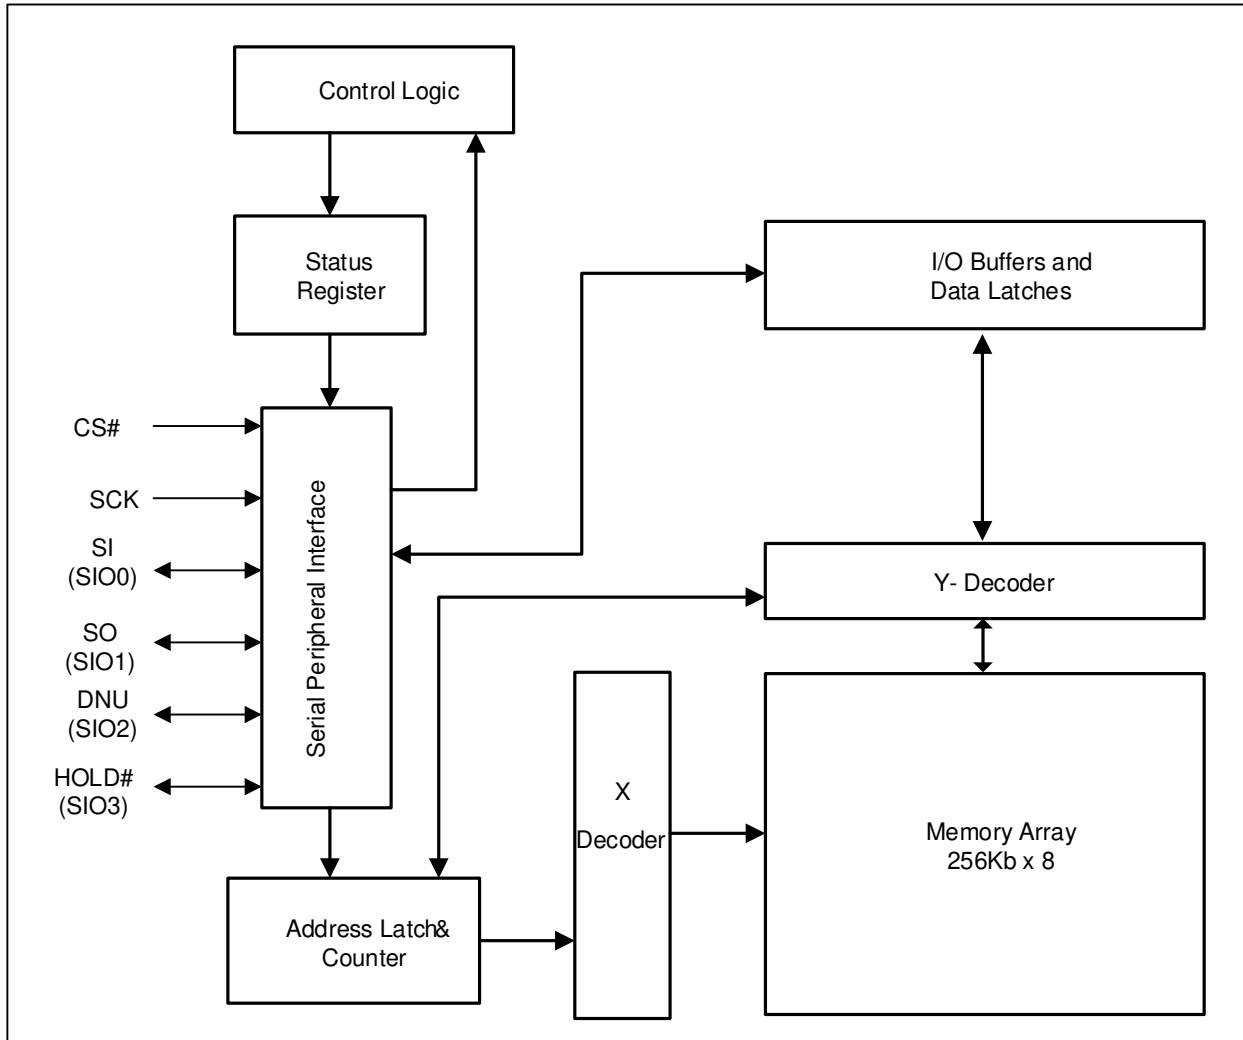 Control Logic
Status
Register
I/O Buffers and
Data Latches
CS#
SCK
SI
(SIO0)
SO
(SIO1)
DNU
(SIO2)
HOLD#
(SIO3)
Serial Peripheral Interface
Y- Decoder
X
Decoder
Memory Array
256Kb x 8
Address Latch&
Counter